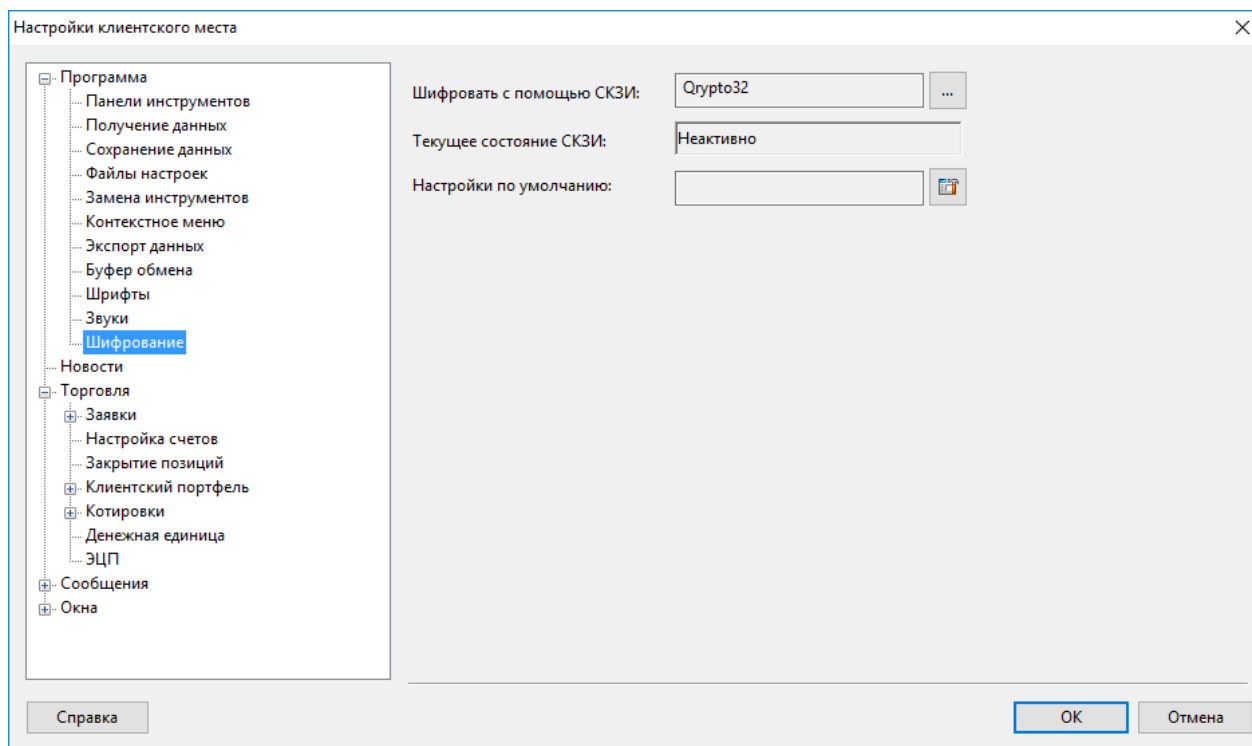 Настройки клиентского места
Программа
Панели инструментов
Получение данных
Сохранение данных
Файлы настроек
Замена инструментов
Контекстное меню
Экспорт данных
Буфер обмена
Шрифты
Звуки
Шифрование
Новости
Торговля
Заявки
Настройка счетов
Закрытие позиций
Клиентский портфель
Котировки
Денежная единица
ЭЦП
Сообщения
Окна
Шифровать с помощью СКЗИ: Qrypto32 ...
Текущее состояние СКЗИ: Неактивно
Настройки по умолчанию:
Справка ОК Отмена